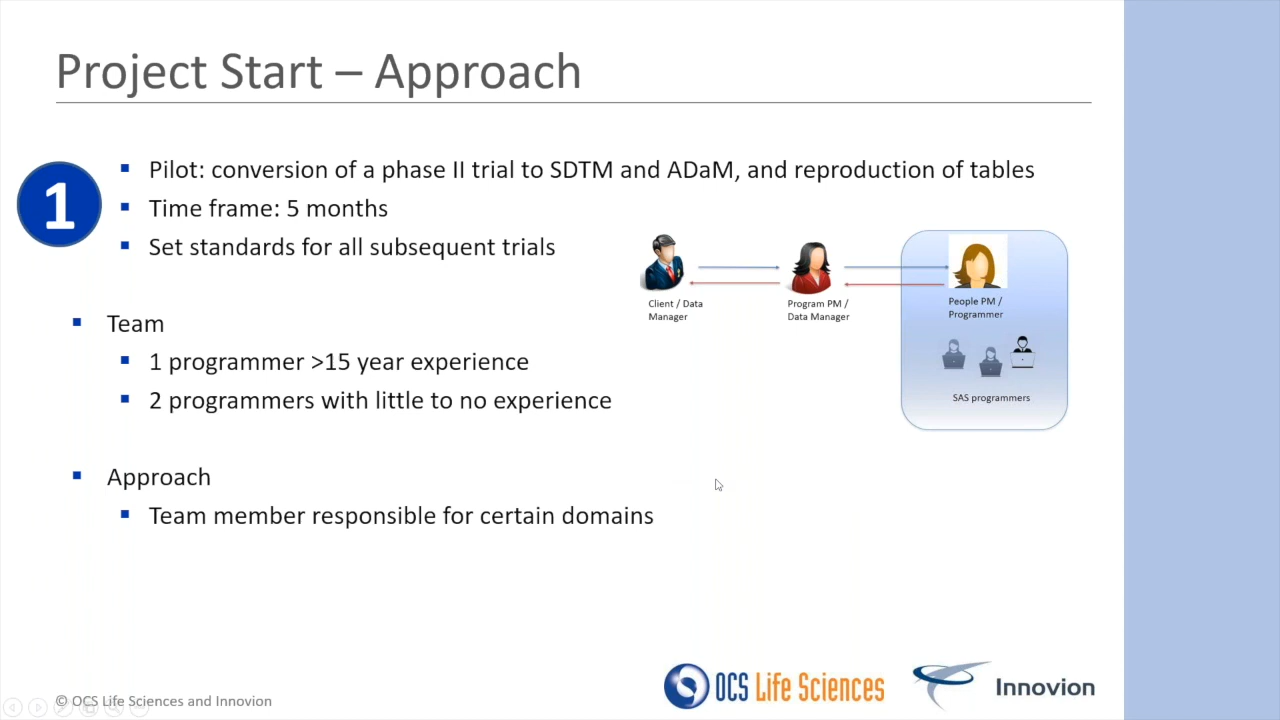 Project Start – Approach
1
Pilot: conversion of a phase II trial to SDTM and ADaM, and reproduction of tables
Time frame: 5 months
Set standards for all subsequent trials
Client / Data
Manager
Program PM /
Data Manager
People PM /
Programmer
SAS programmers
Team
1 programmer >15 year experience
2 programmers with little to no experience
Approach
Team member responsible for certain domains
© OCS Life Sciences and Innovion
OCS Life Sciences
Innovion